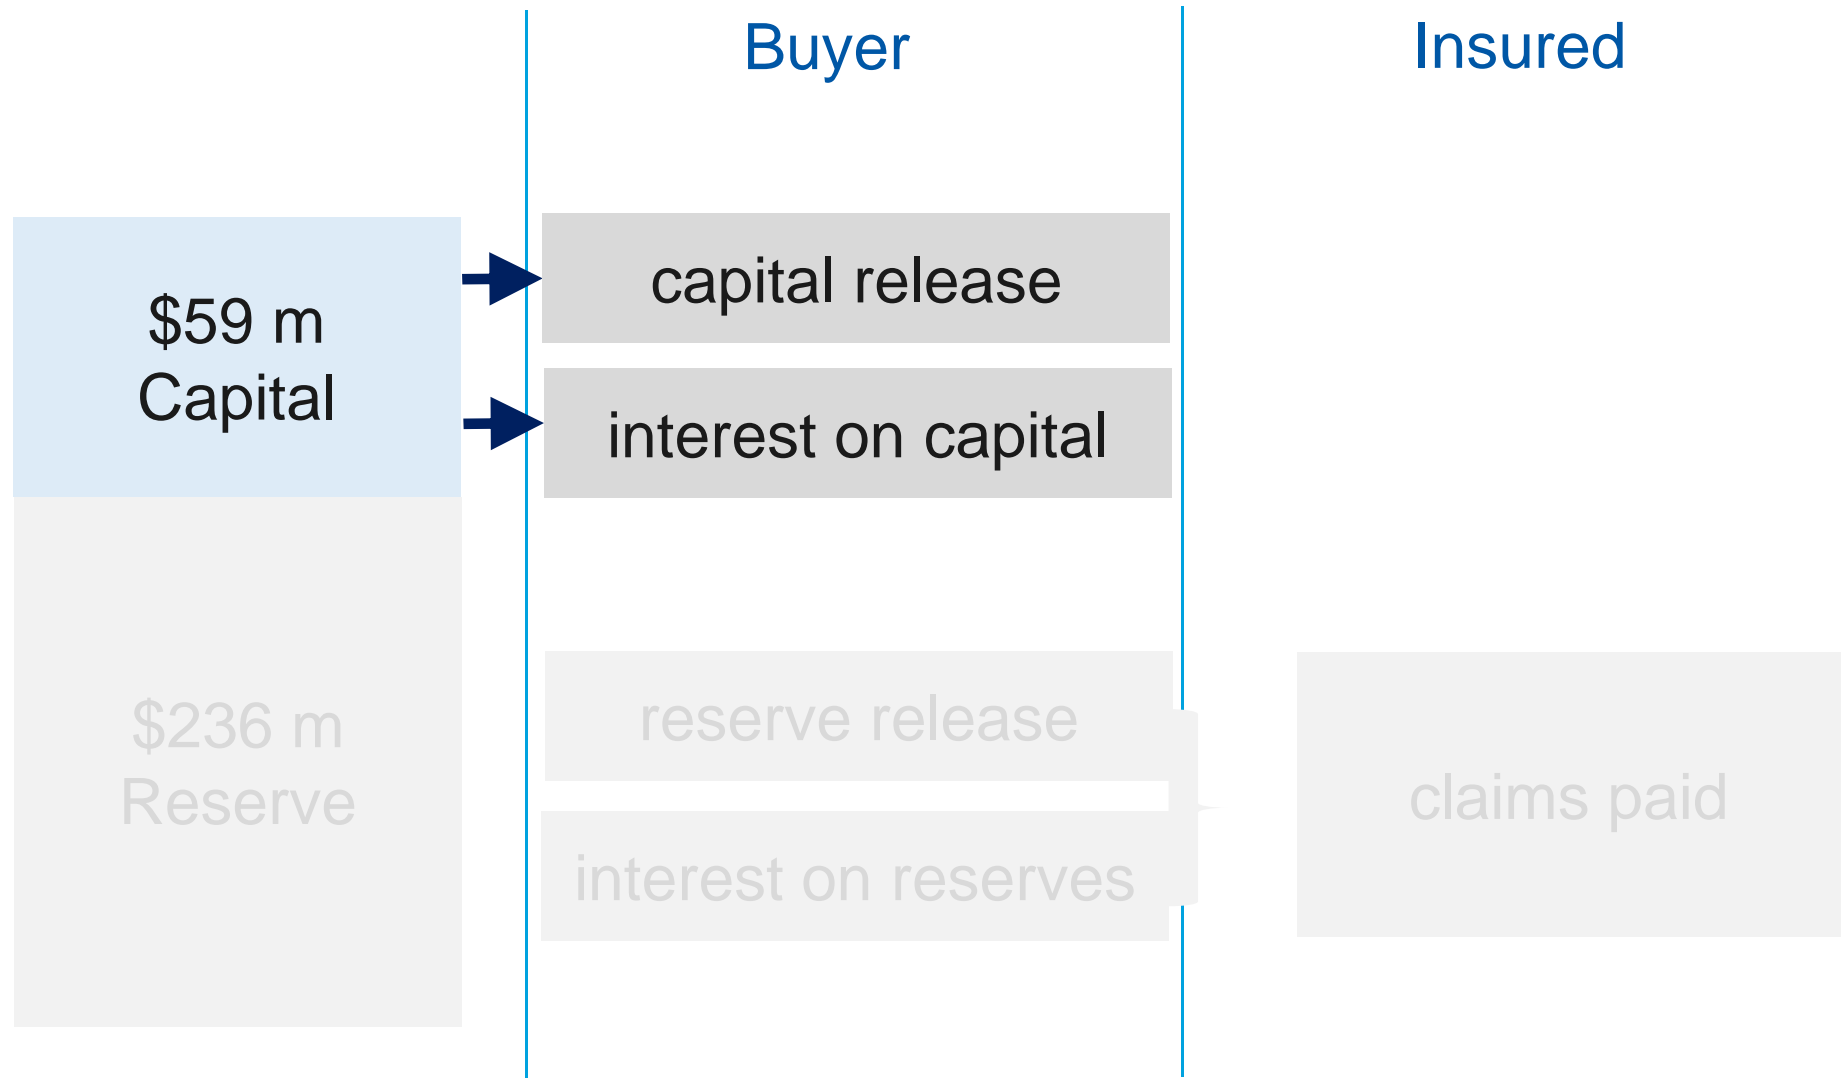 Buyer
Insured
$59 m
Capital
capital release
interest on capital
$236 m
Reserve
reserve release
interest on reserves
claims paid